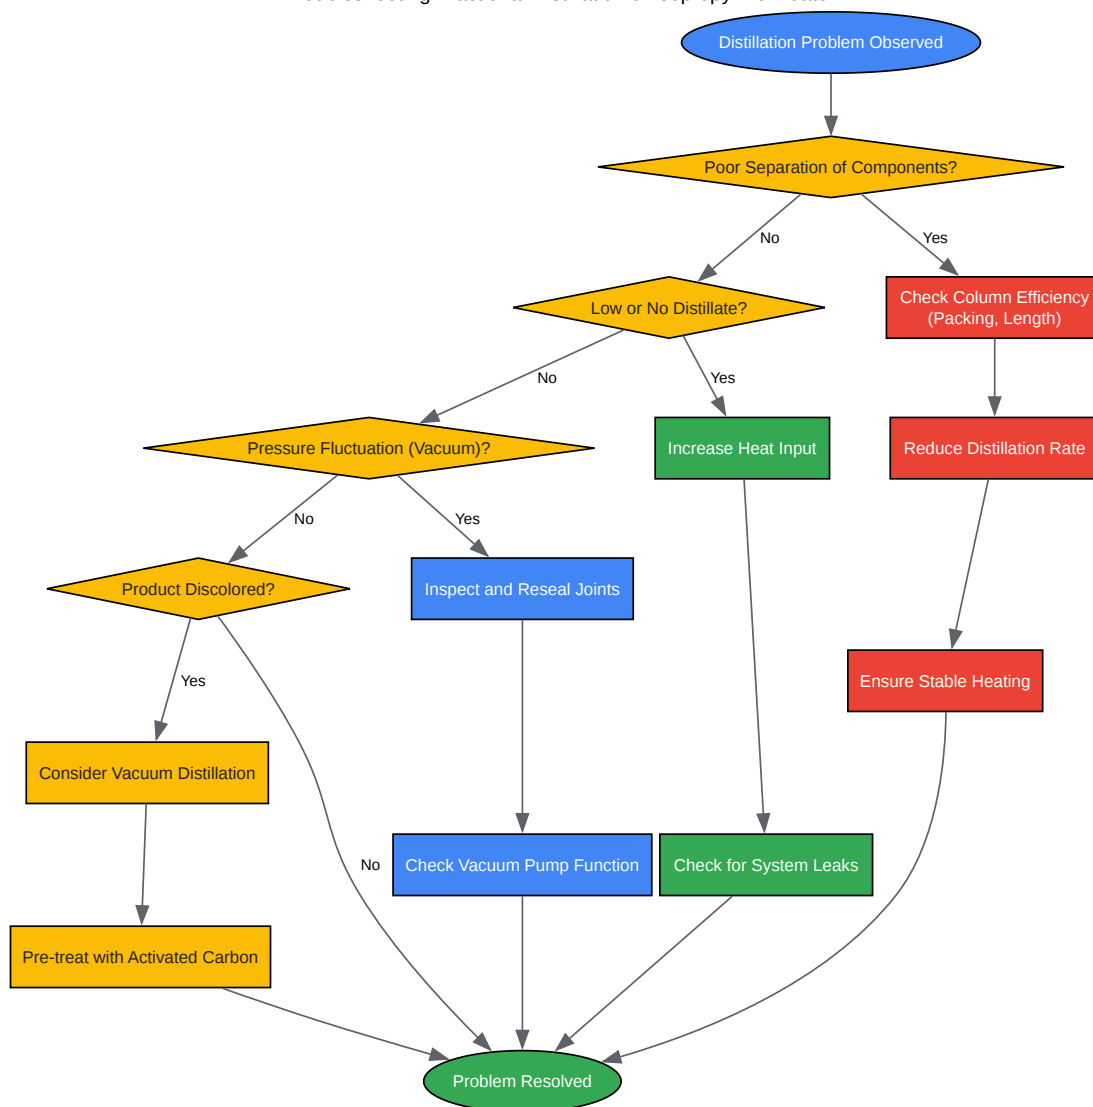 Distillation Problem Observed
Poor Separation of Components?
No
Yes
Low or No Distillate?
Check Column Efficiency
(Packing, Length)
No
Yes
Pressure Fluctuation (Vacuum)?
Increase Heat Input
Reduce Distillation Rate
No
Yes
Product Discolored?
Inspect and Reseal Joints
Yes
Ensure Stable Heating
Consider Vacuum Distillation
No
Check Vacuum Pump Function
Check for System Leaks
Pre-treat with Activated Carbon
Problem Resolved